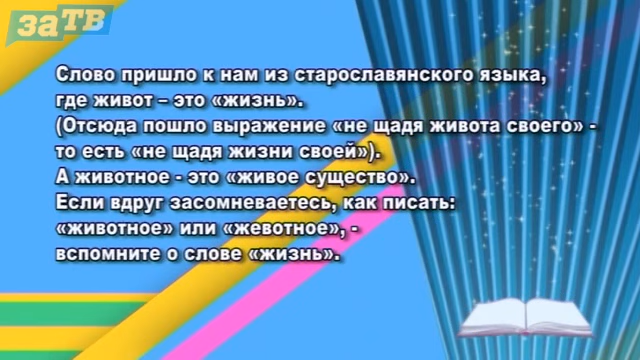 заТВ
Слово пришло к нам из старославянского языка,
где живот – это «жизнь».
(Отсюда пошло выражение «не щадя живота своего» -
то есть «не щадя жизни своей»).
А животное - это «живое существо».
Если вдруг засомневаетесь, как писать:
«животное» или «жевотное», -
вспомните о слове «жизнь».